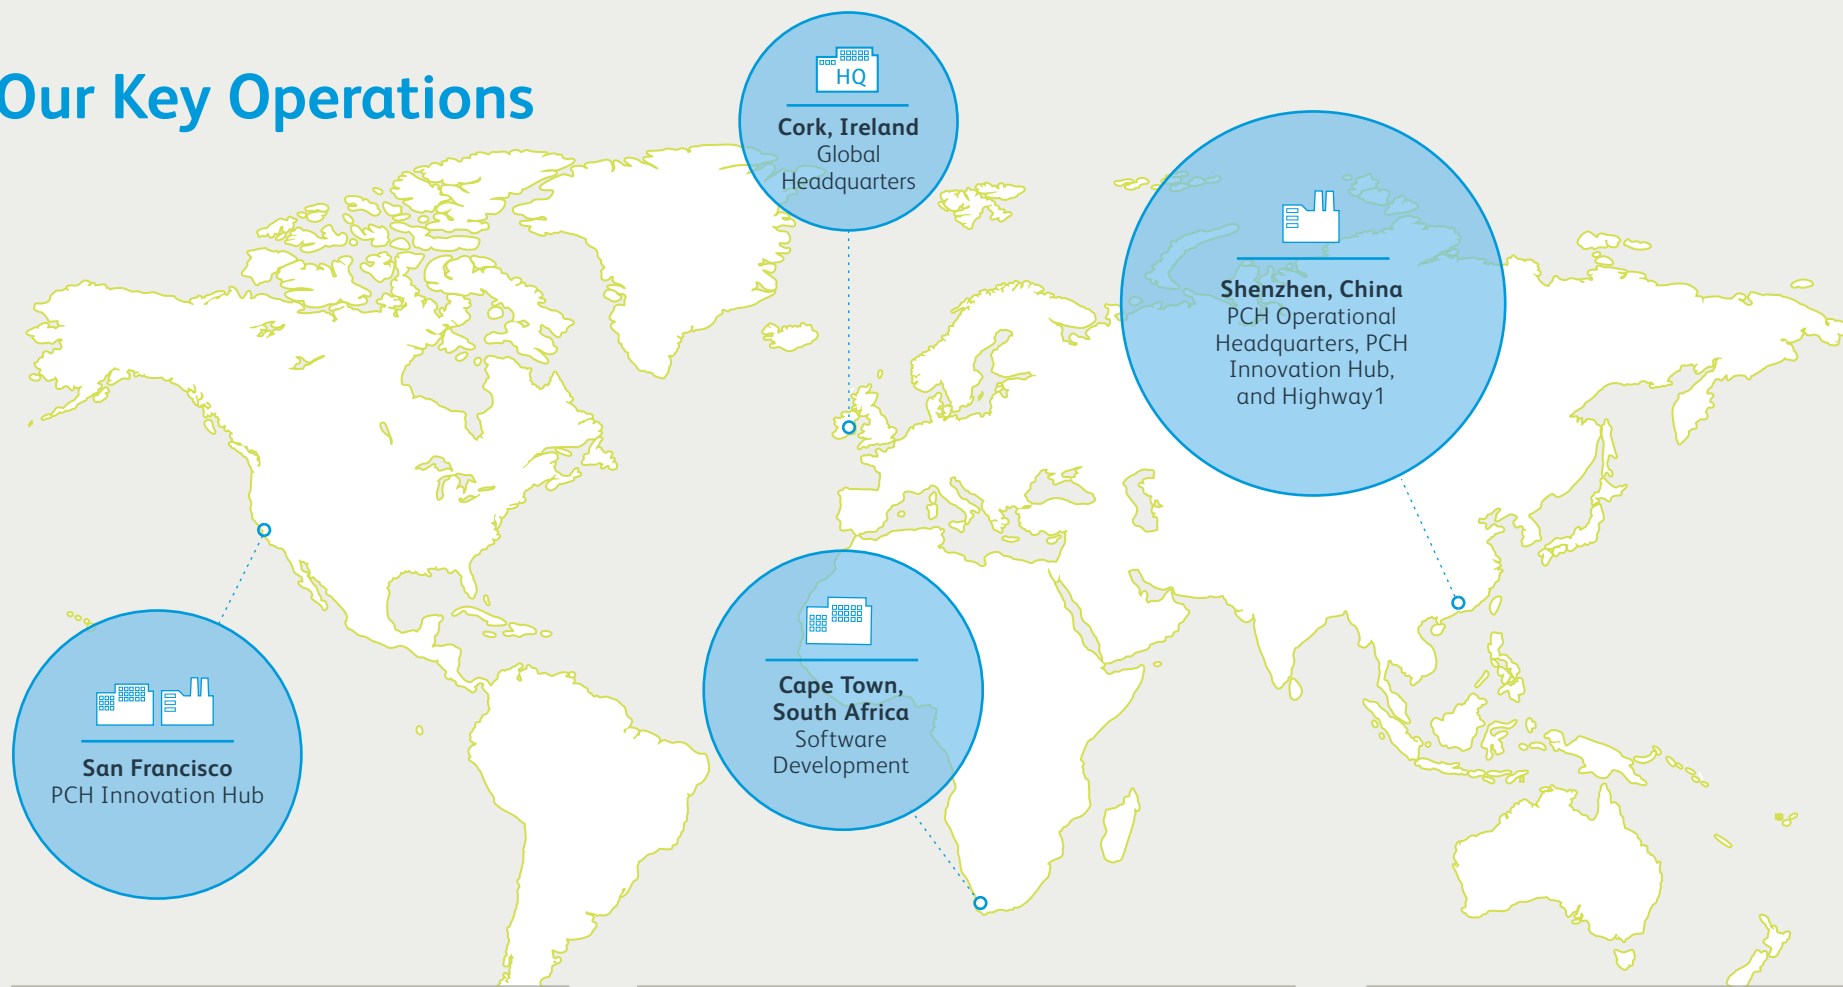 Our Key Operations
HQ
Cork, Ireland
Global
Headquarters
Shenzhen, China
PCH Operational
Headquarters, PCH
Innovation Hub,
and Highway1
Cape Town,
South Africa
Software
Development
San Francisco
PCH Innovation Hub